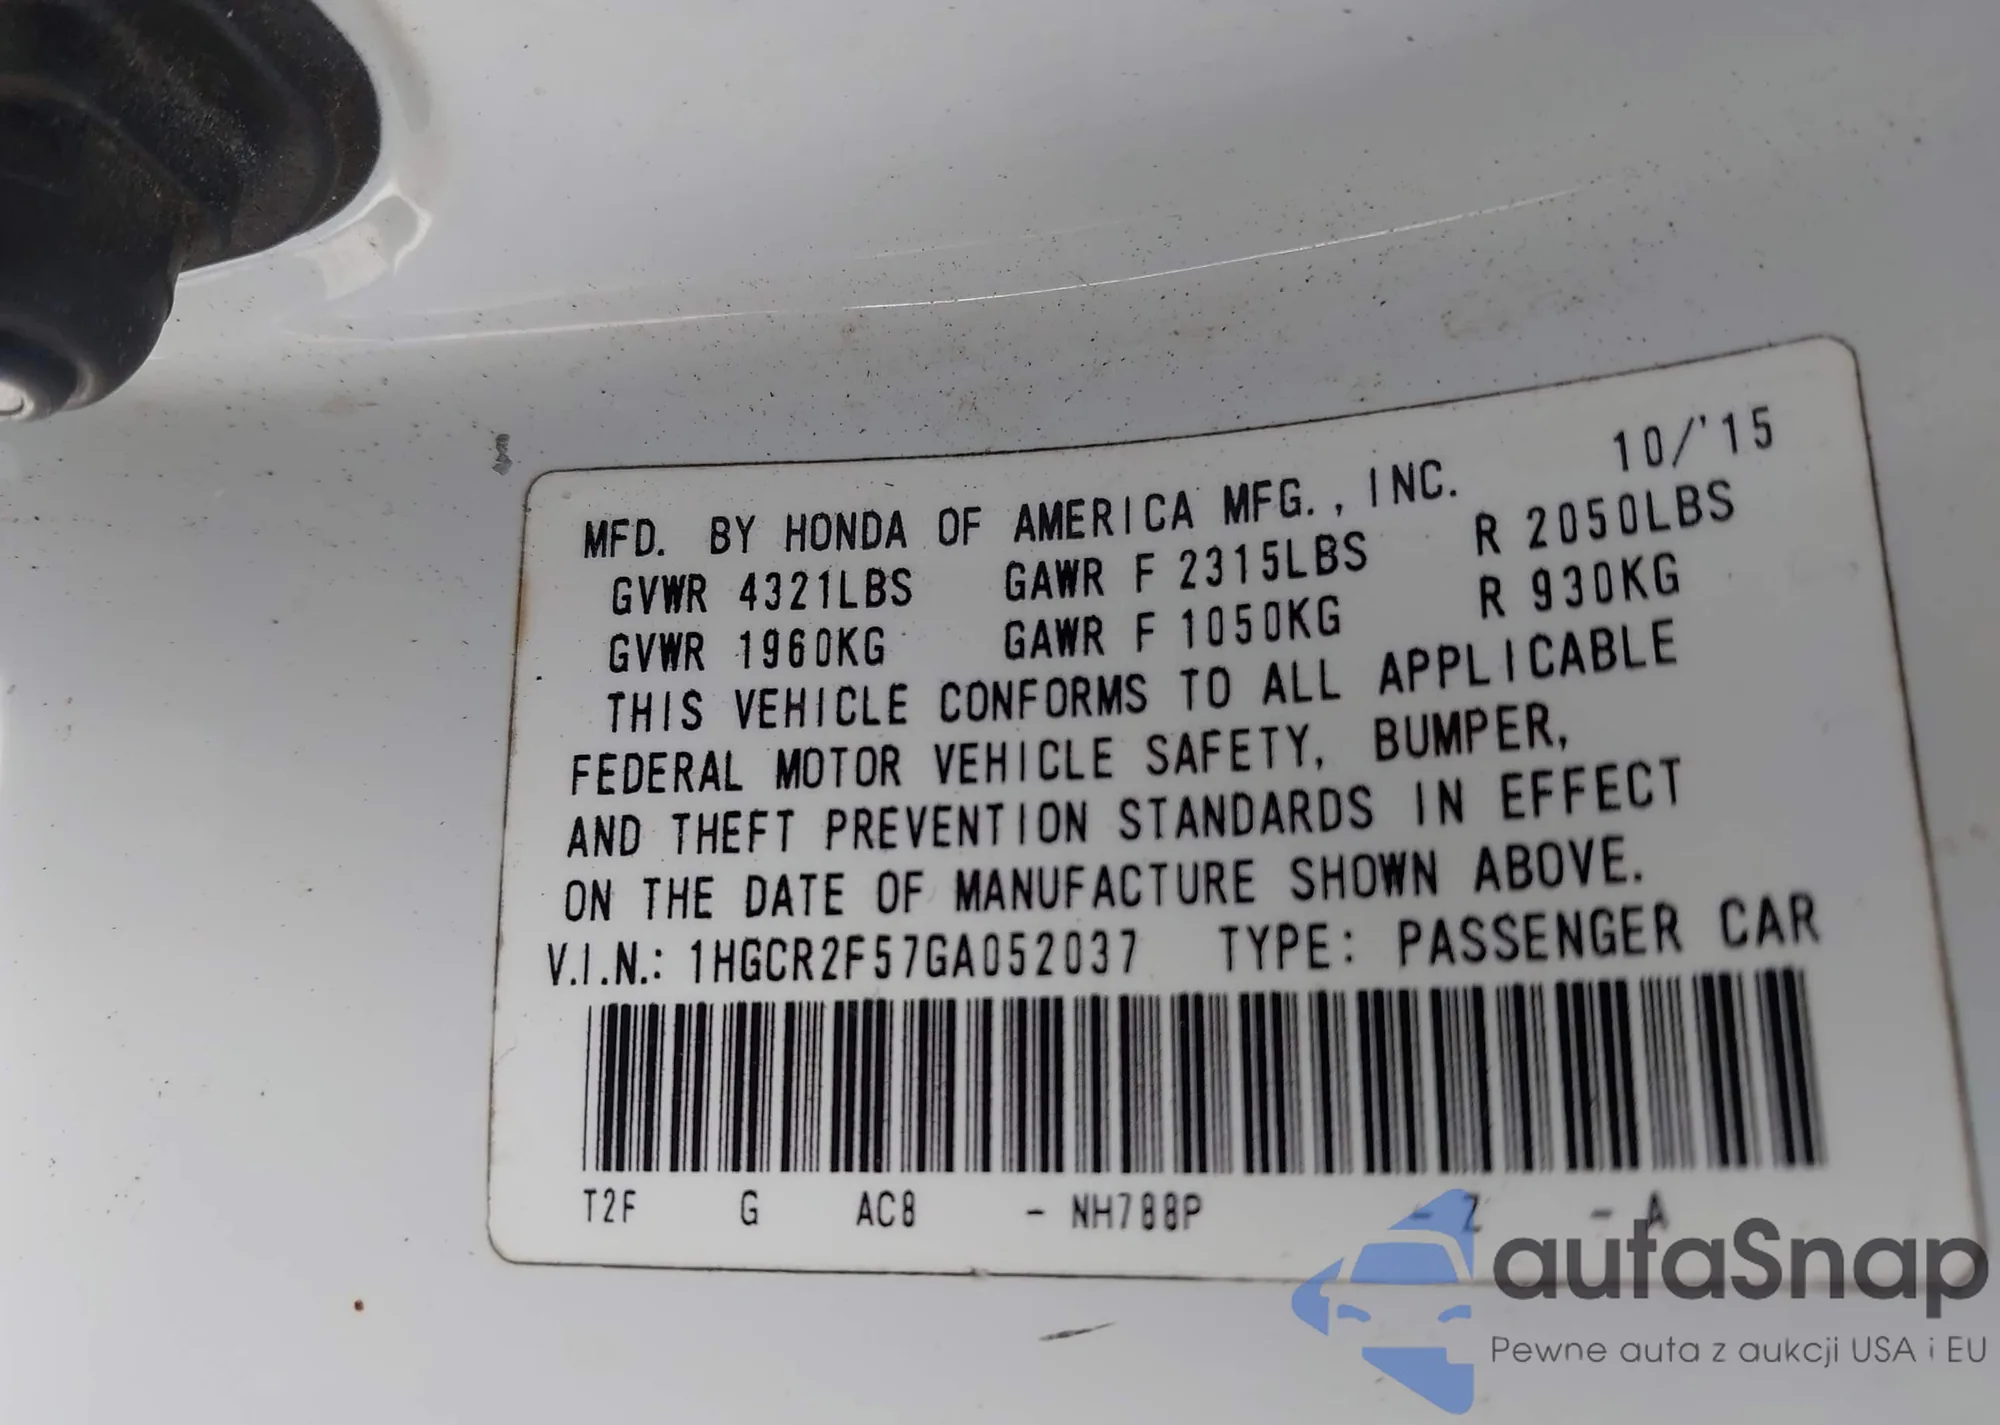 10/'15
MFD. BY HONDA OF AMERICA MFG., INC.
GVWR 4321LBS GAWR F 2315LBS R 2050LBS
GVWR 1960KG GAWR F 1050KG R 930KG
THIS VEHICLE CONFORMS TO ALL APPLICABLE
FEDERAL MOTOR VEHICLE SAFETY, BUMPER,
AND THEFT PREVENTION STANDARDS IN EFFECT
ON THE DATE OF MANUFACTURE SHOWN ABOVE.
V.I.N.: 1HGCR2F57GA052037 TYPE: PASSENGER CAR
T2F G AC8 - NH788P - Z - A
autaSnap
Pewne auta z aukcji USA i EU